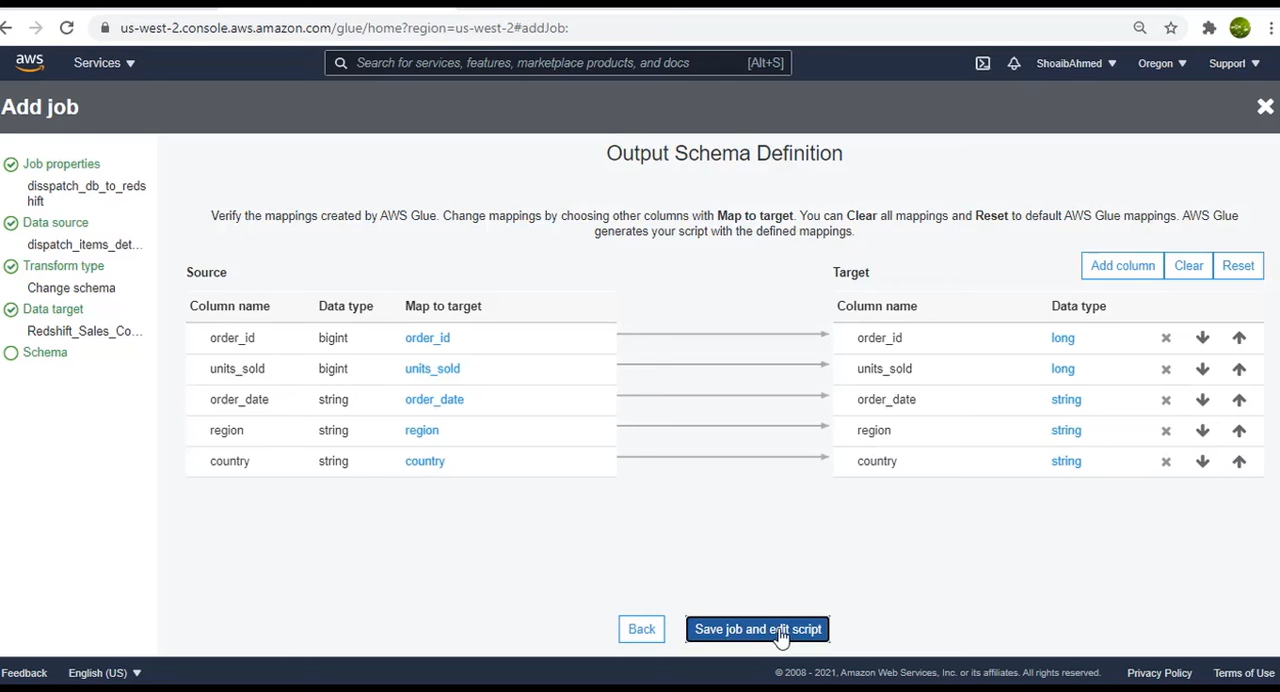 us-west-2.console.aws.amazon.com/glue/home?region=us-west-2#addJob:
aws Services Search for services, features, marketplace products, and docs [Alt+S] ShoaibAhmed Oregon Support
Add job
Job properties
disspatch_db_to_reds
hift
Data source
dispatch_items_det...
Transform type
Change schema
Data target
Redshift_Sales_Co...
Schema
Output Schema Definition
Verify the mappings created by AWS Glue. Change mappings by choosing other columns with Map to target. You can Clear all mappings and Reset to default AWS Glue mappings. AWS Glue
generates your script with the defined mappings.
Add column Clear Reset
Source Target
Column name Data type Map to target Column name Data type
order_id bigint order_id order_id long
units_sold bigint units_sold units_sold long
order_date string order_date order_date string
region string region region string
country string country country string
Back Save job and edit script
Feedback English (US) © 2008 - 2021, Amazon Web Services, Inc. or its affiliates. All rights reserved. Privacy Policy Terms of Use